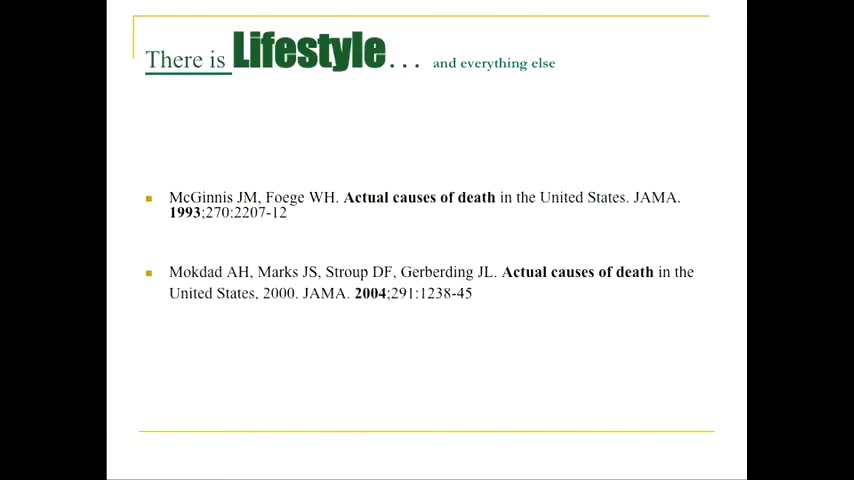 There is Lifestyle... and everything else
McGinnis JM, Foege WH. Actual causes of death in the United States. JAMA.
1993;270:2207-12
Mokdad AH, Marks JS, Stroup DF, Gerberding JL. Actual causes of death in the
United States, 2000. JAMA. 2004;291:1238-45